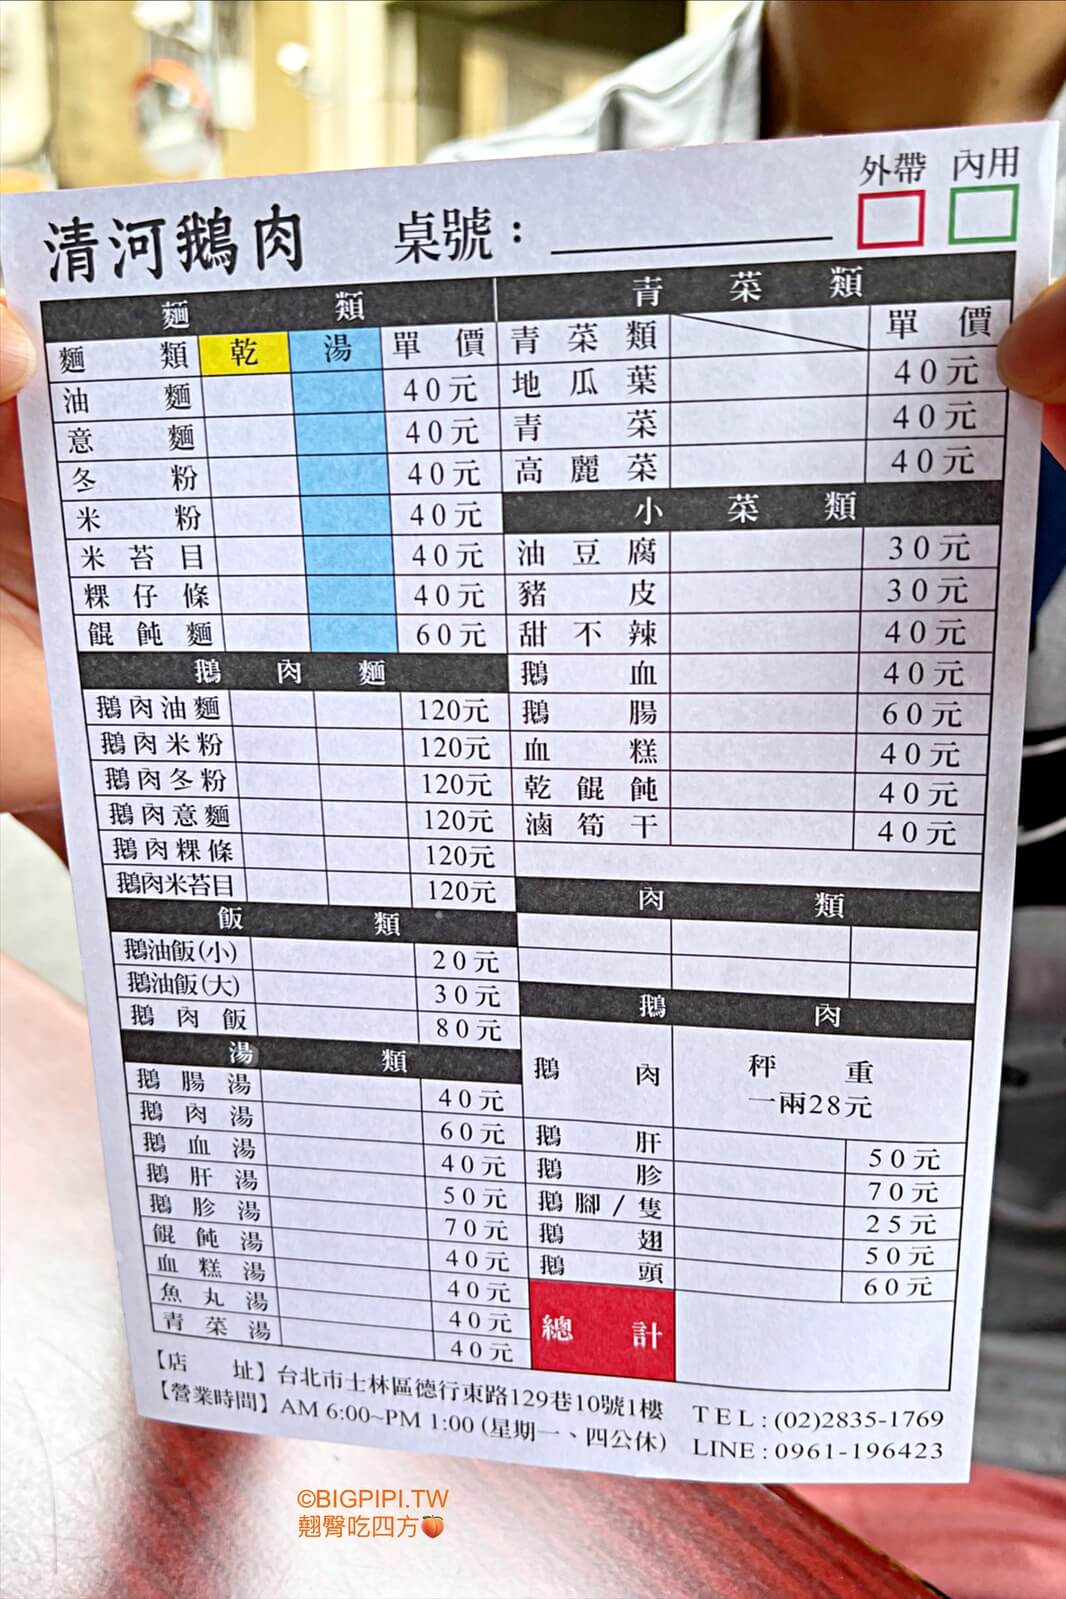 外帶 內用
清河鵝肉 桌號：
麵類
麵類 乾 湯 單價
油麵 40元
意麵 40元
冬粉 40元
米粉 40元
米苔目 40元
粿仔條 40元
餛飩麵 60元
鵝肉麵
鵝肉油麵 120元
鵝肉米粉 120元
鵝肉冬粉 120元
鵝肉意麵 120元
鵝肉粿條 120元
鵝肉米苔目 120元
飯類
鵝油飯(小) 20元
鵝油飯(大) 30元
鵝肉飯 80元
湯類
鵝腸湯 40元
鵝肉湯 60元
鵝血湯 40元
鵝肝湯 50元
鵝胗湯 70元
餛飩湯 40元
血糕湯 40元
魚丸湯 40元
青菜湯 40元
青菜類
青菜類 單價
地瓜葉 40元
青菜 40元
高麗菜 40元
小菜類
油豆腐 30元
豬皮 30元
甜不辣 40元
鵝血 40元
鵝腸 60元
血糕 40元
乾餛飩 40元
滷筍干 40元
肉類
鵝肉
鵝肉 秤重
一兩28元
鵝肝 50元
鵝胗 70元
鵝腳/隻 25元
鵝翅 50元
鵝頭 60元
總計
【店址】台北市士林區德行東路129巷10號1樓 TEL:(02)2835-1769
【營業時間】AM 6:00~PM 1:00 (星期一、四公休) LINE:0961-196423
©BIGPIPI.TW
翹臀吃四方🍑